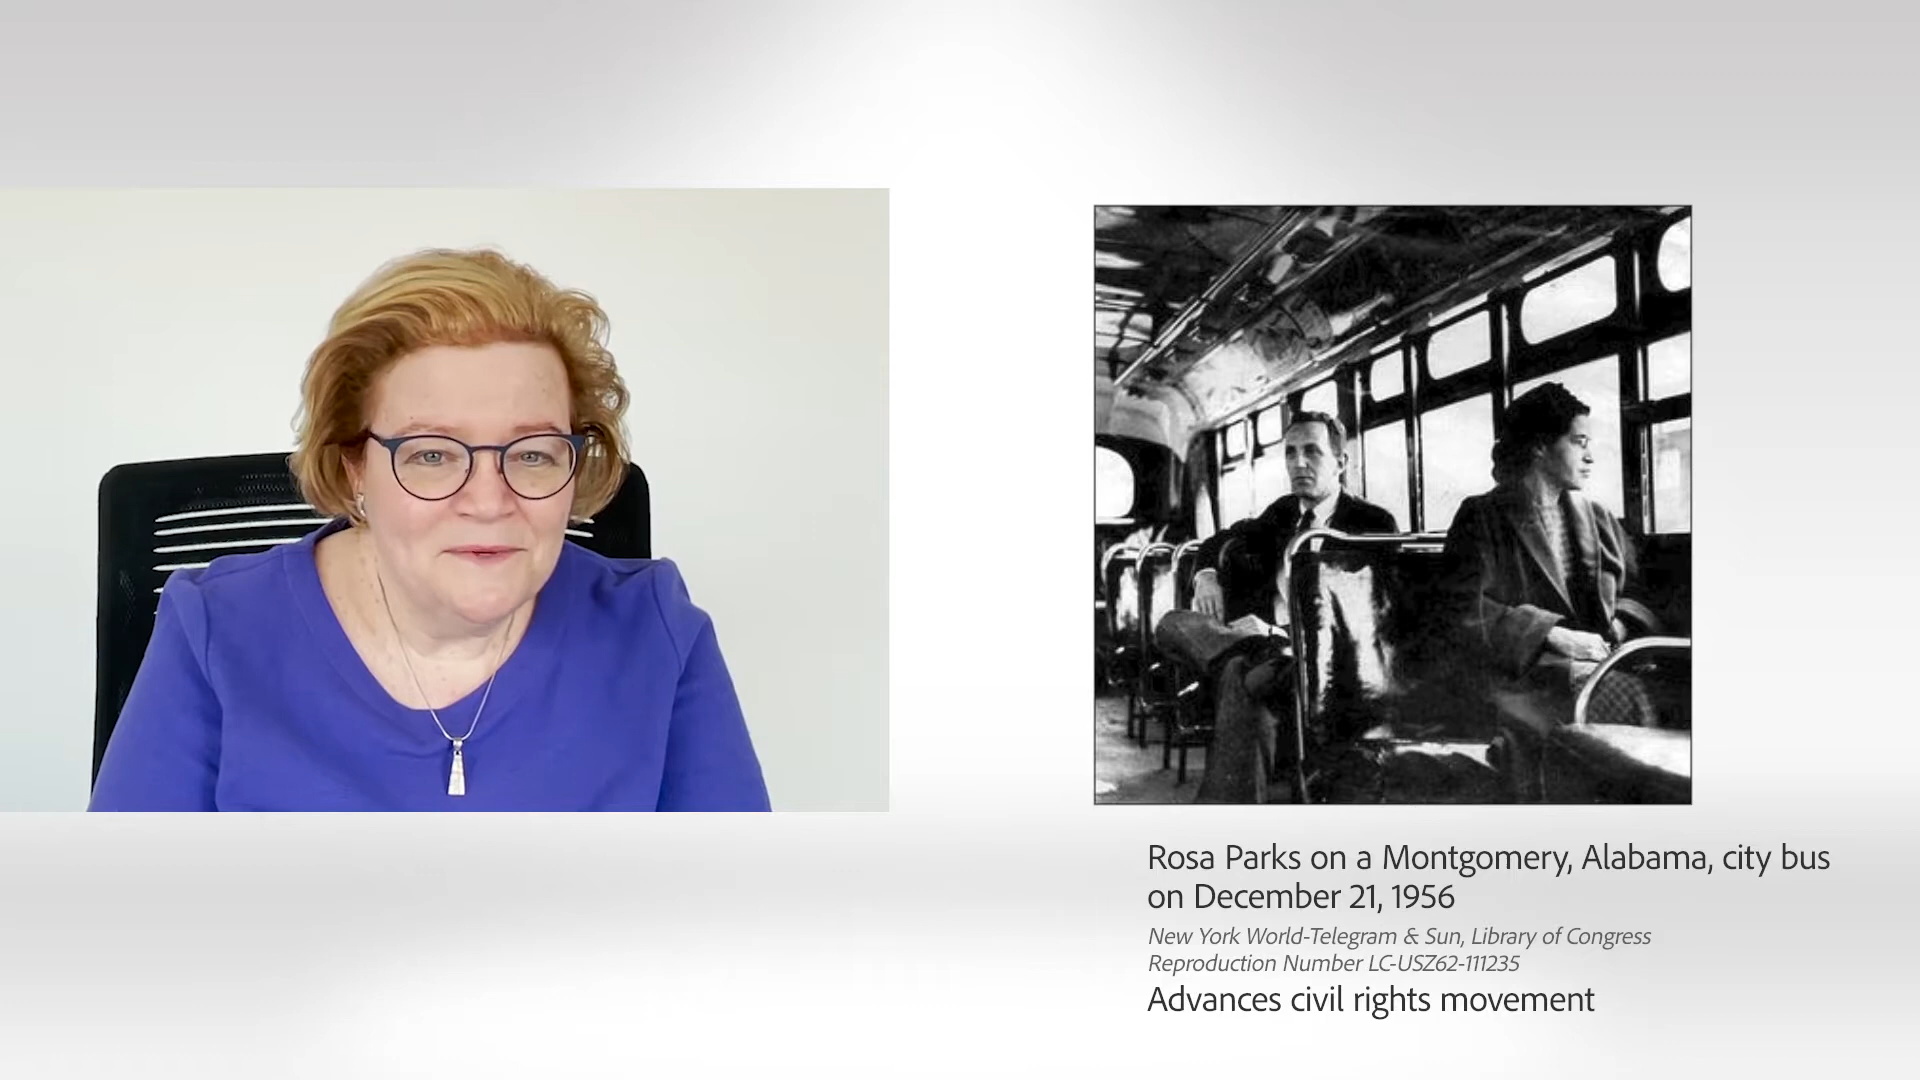 Rosa Parks on a Montgomery, Alabama, city bus
on December 21, 1956
New York World-Telegram & Sun, Library of Congress
Reproduction Number LC-USZ62-111235
Advances civil rights movement